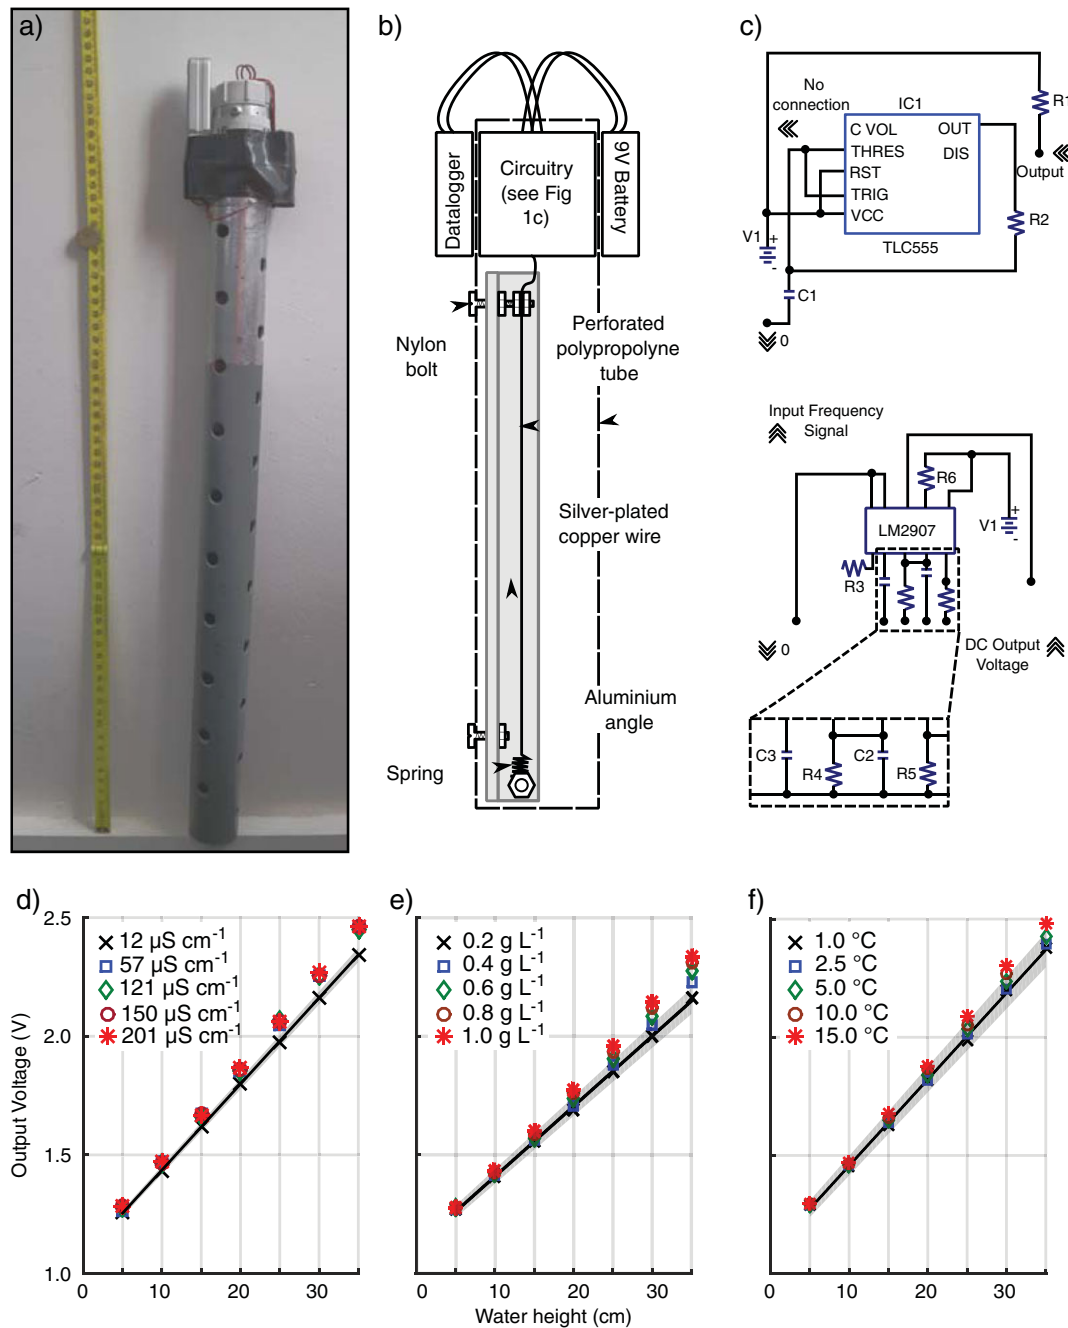 a)
b)
Datalogger
Circuitry
(see Fig
1c)
9V Battery
Nylon
bolt
Perforated
polypropolyne
tube
Silver-plated
copper wire
Aluminium
angle
Spring
c)
No
connection
IC1
C VOL
OUT
THRES
DIS
RST
TRIG
VCC
TLC555
R1
Output
R2
V1
+
-
C1
0
Input Frequency
Signal
R6
LM2907
V1
+
-
R3
0
DC Output
Voltage
C3
R4
C2
R5
d)
12 µS cm-1
57 µS cm-1
121 µS cm-1
150 µS cm-1
201 µS cm-1
2.5
2.0
1.5
1.0
Output Voltage (V)
0
10
20
30
e)
0.2 g L-1
0.4 g L-1
0.6 g L-1
0.8 g L-1
1.0 g L-1
0
10
20
30
Water height (cm)
f)
1.0 °C
2.5 °C
5.0 °C
10.0 °C
15.0 °C
0
10
20
30